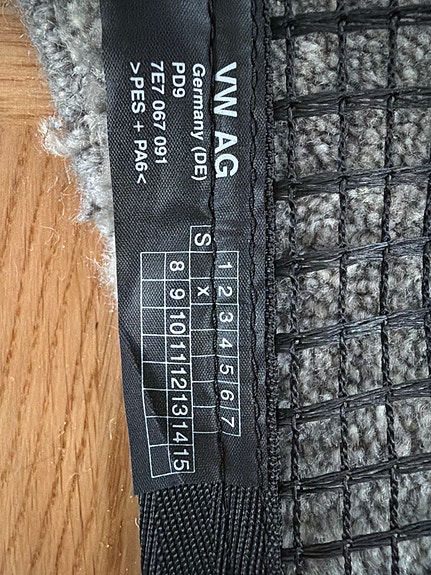 VW AG
Germany (DE)
PD9
7E7 067 091
>PES + PA6<
1 2 3 4 5 6 7
S x
8 9 10 11 12 13 14 15